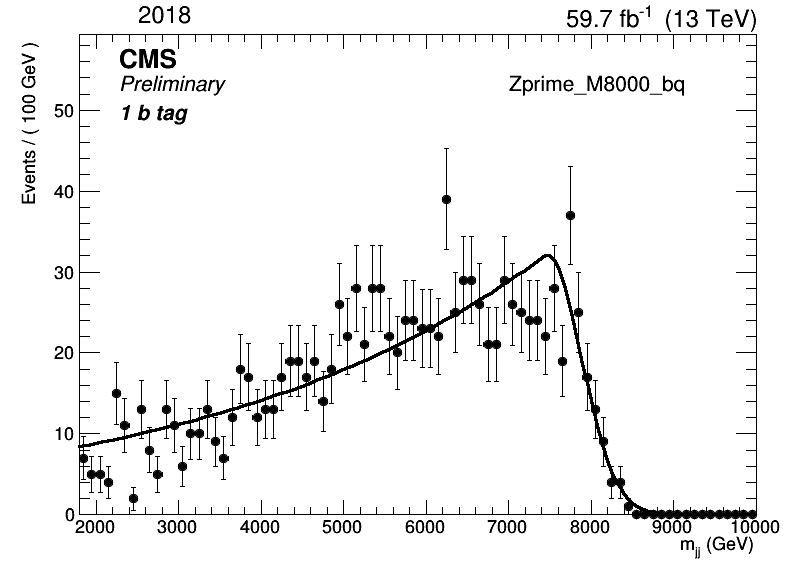 2018
59.7 fb⁻¹ (13 TeV)
CMS
Preliminary
1 b tag
Zprime_M8000_bq
Events / ( 100 GeV )
50
40
30
20
10
0
2000 3000 4000 5000 6000 7000 8000 9000 10000
m_jj (GeV)